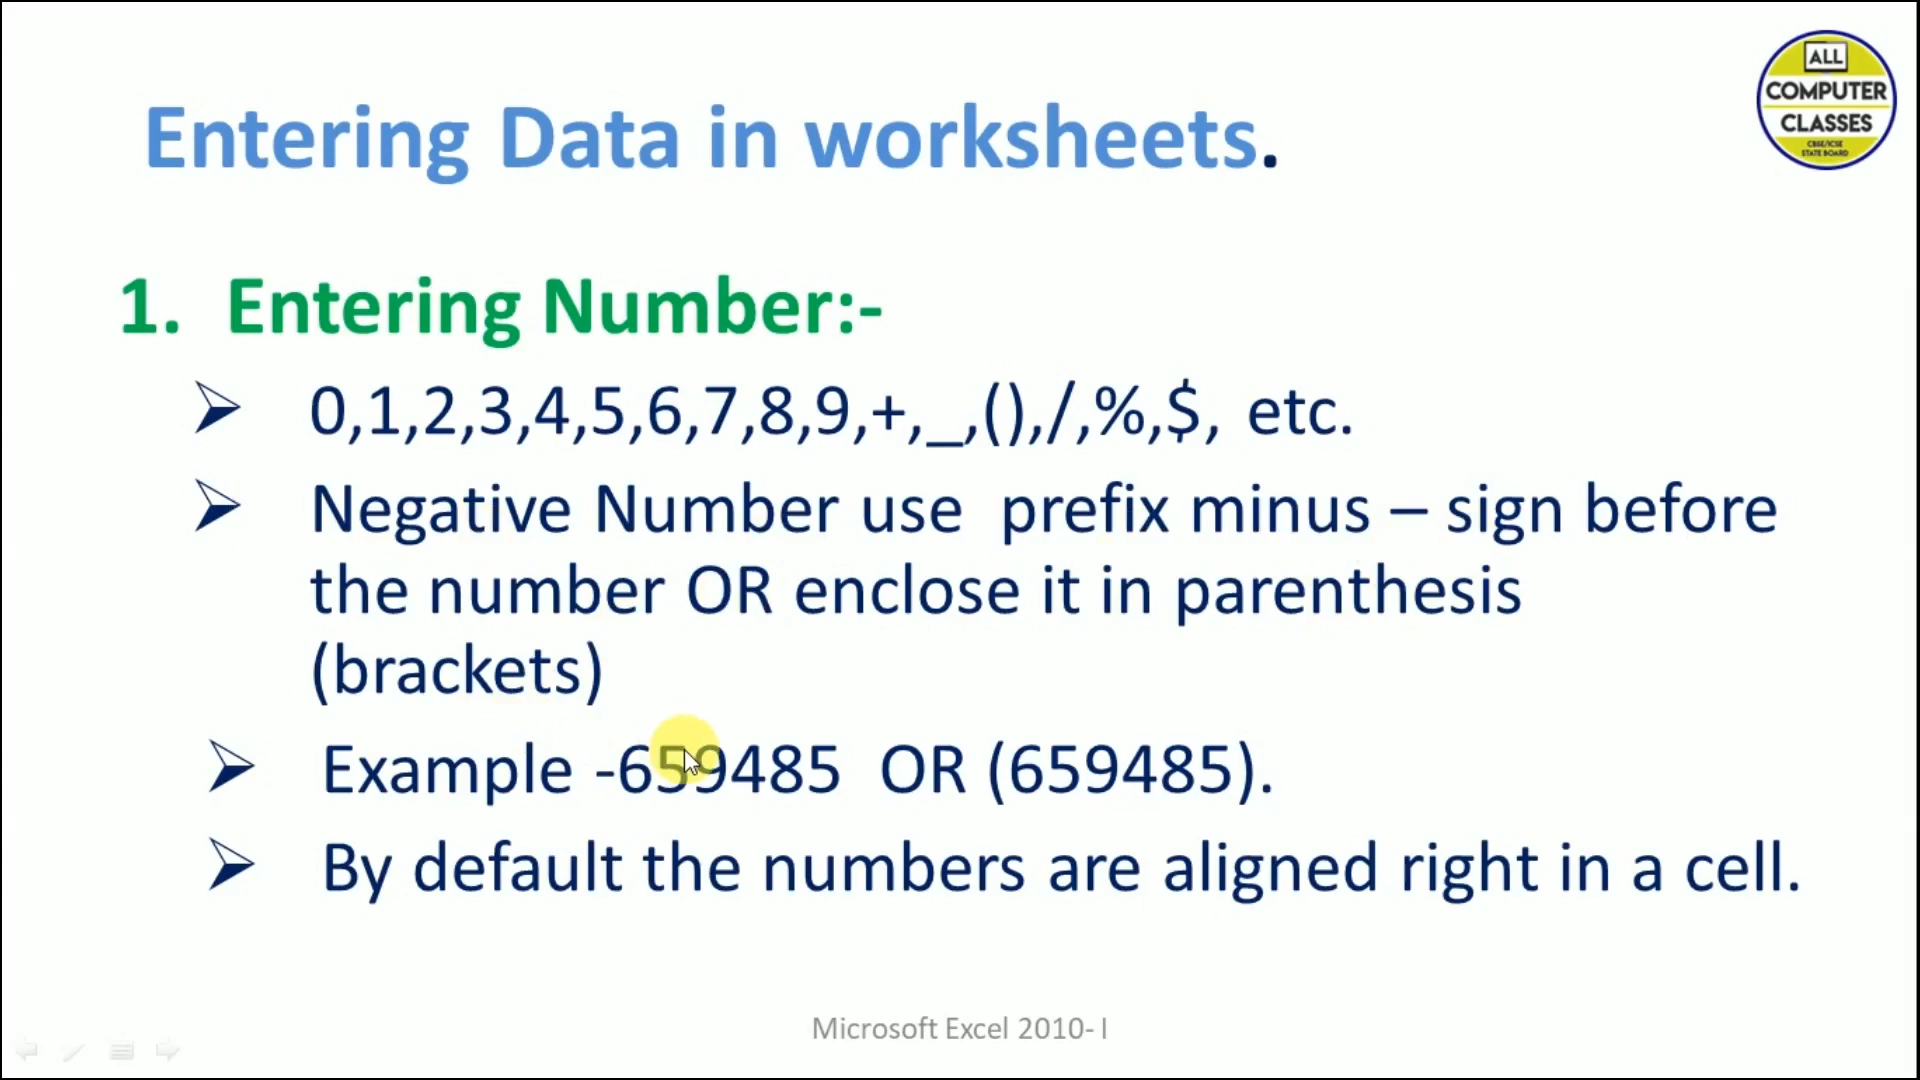 ALL
COMPUTER
CLASSES
CBSE/ICSE
STATE BOARD
Entering Data in worksheets.
1. Entering Number:-
➢ 0,1,2,3,4,5,6,7,8,9,+,_,(),/,%,$, etc.
➢ Negative Number use prefix minus – sign before
the number OR enclose it in parenthesis
(brackets)
➢ Example -659485 OR (659485).
➢ By default the numbers are aligned right in a cell.
Microsoft Excel 2010- I